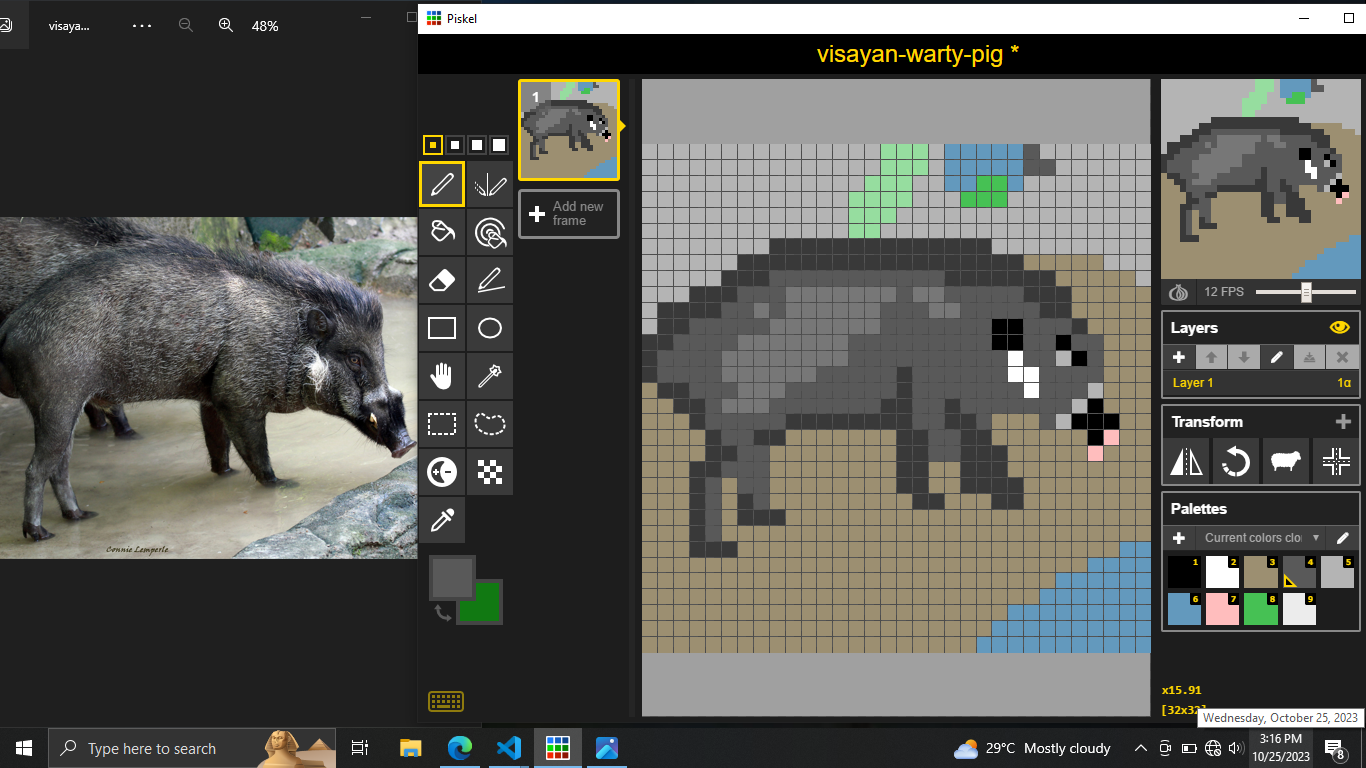 visaya...
48%
Piskel
visayan-warty-pig *
1
Add new
frame
12 FPS
Layers
Layer 1
1α
Transform
Palettes
Current colors clo
1
2
3
4
5
6
7
8
9
Connie Lemperle
x15.91
[32x32
Wednesday, October 25, 2023
Type here to search
29°C Mostly cloudy
3:16 PM
10/25/2023
8